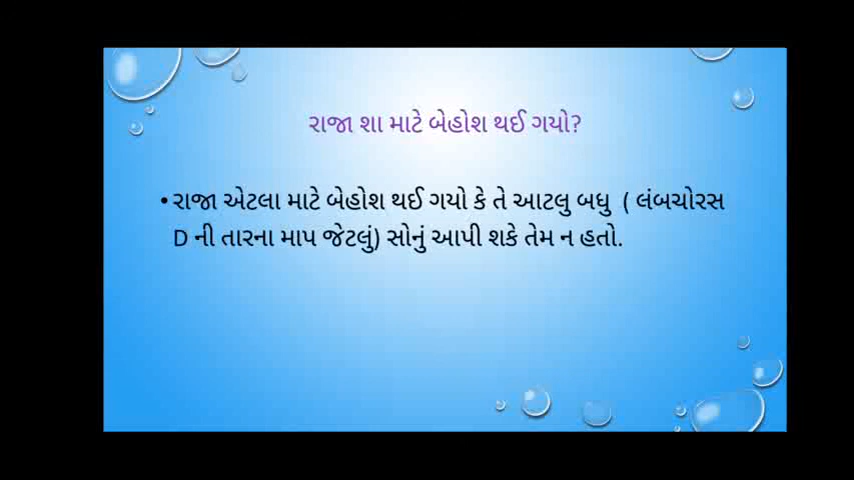 રાજા શા માટે બેહોશ થઈ ગયો?
• રાજા એટલા માટે બેહોશ થઈ ગયો કે તે આટલુ બધુ ( લંબચોરસ
D ની તારના માપ જેટલું) સોનું આપી શકે તેમ ન હતો.